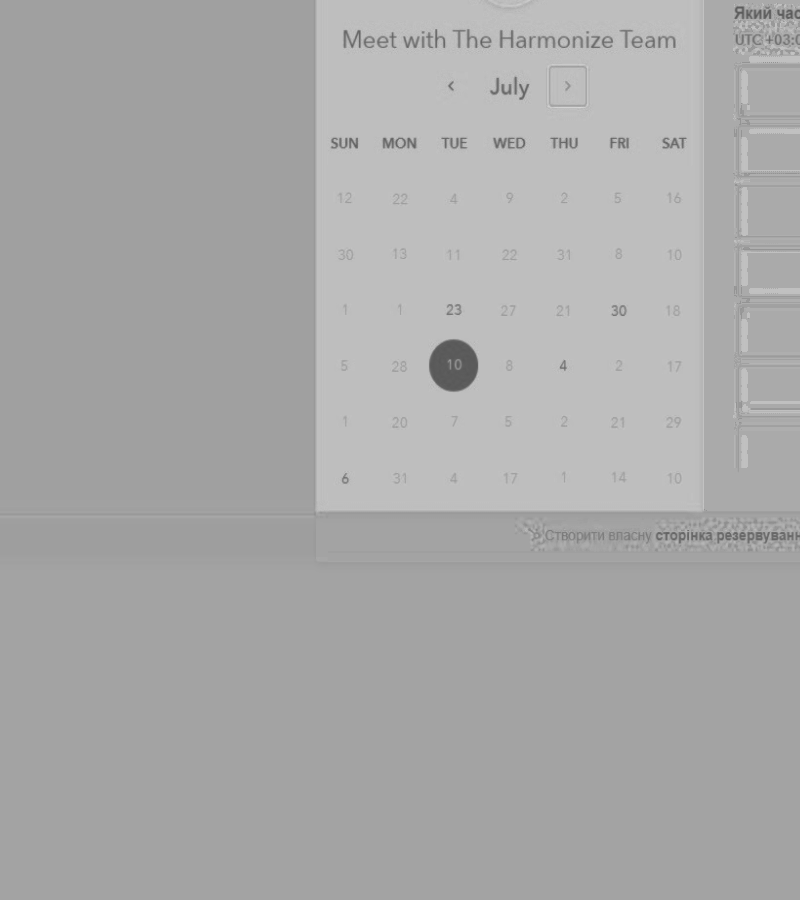 Meet with The Harmonize Team
‹ July ›
SUN MON TUE WED THU FRI SAT
12 22 4 9 2 5 16
30 13 11 22 31 8 10
1 1 23 27 21 30 18
5 28 10 8 4 2 17
1 20 7 5 2 21 29
6 31 4 17 1 14 10
Який час
UTC +03:0
Створити власну сторінка резервуванн